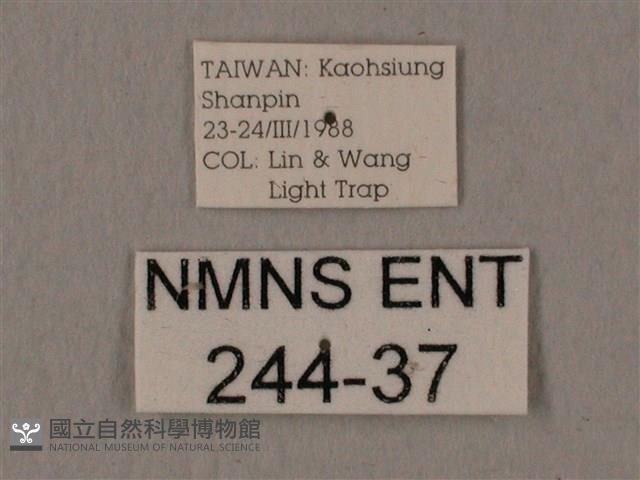 TAIWAN: Kaohsiung
Shanpin
23-24/III/1988
COL: Lin & Wang
Light Trap
NMNS ENT
244-37
國立自然科學博物館
NATIONAL MUSEUM OF NATURAL SCIENCE